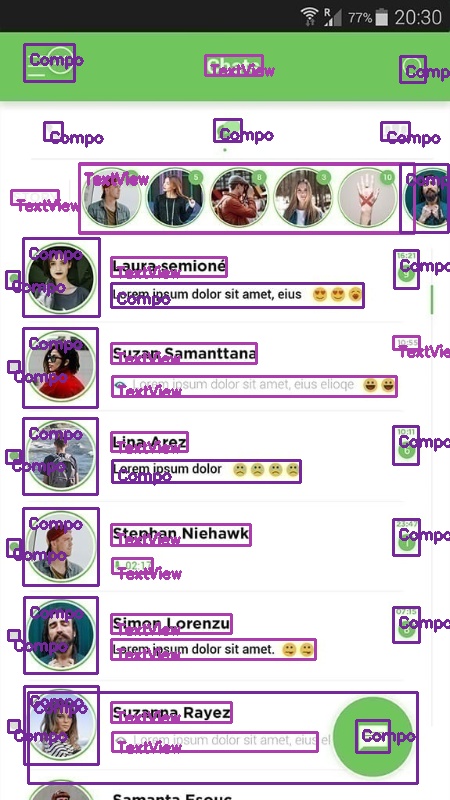 R 77% 20:30
Compo TextView Compo
Chats
Compo Compo Compo
TextView Compo
5 8 3 10
TextView
Compo Laura semioné TextView 16:21 Compo
Compo Lorem ipsum dolor sit amet, eius Compo
Compo Suzan Samanttana TextView 10:55 TextView
Compo Lorem ipsum dolor sit amet, eius elioqe TextView
Compo Lina Arez TextView 10:11 Compo
Compo Lorem ipsum dolor Compo
Compo Stephan Niehawk TextView 23:47 Compo
Compo 02:17 TextView
Compo Simon Lorenzu TextView 07:15 Compo
Compo Lorem ipsum dolor sit amet. TextView
Compo Suzanna Rayez TextView
Compo Lorem ipsum dolor sit amet, eius el TextView Compo
Samanta Esouc